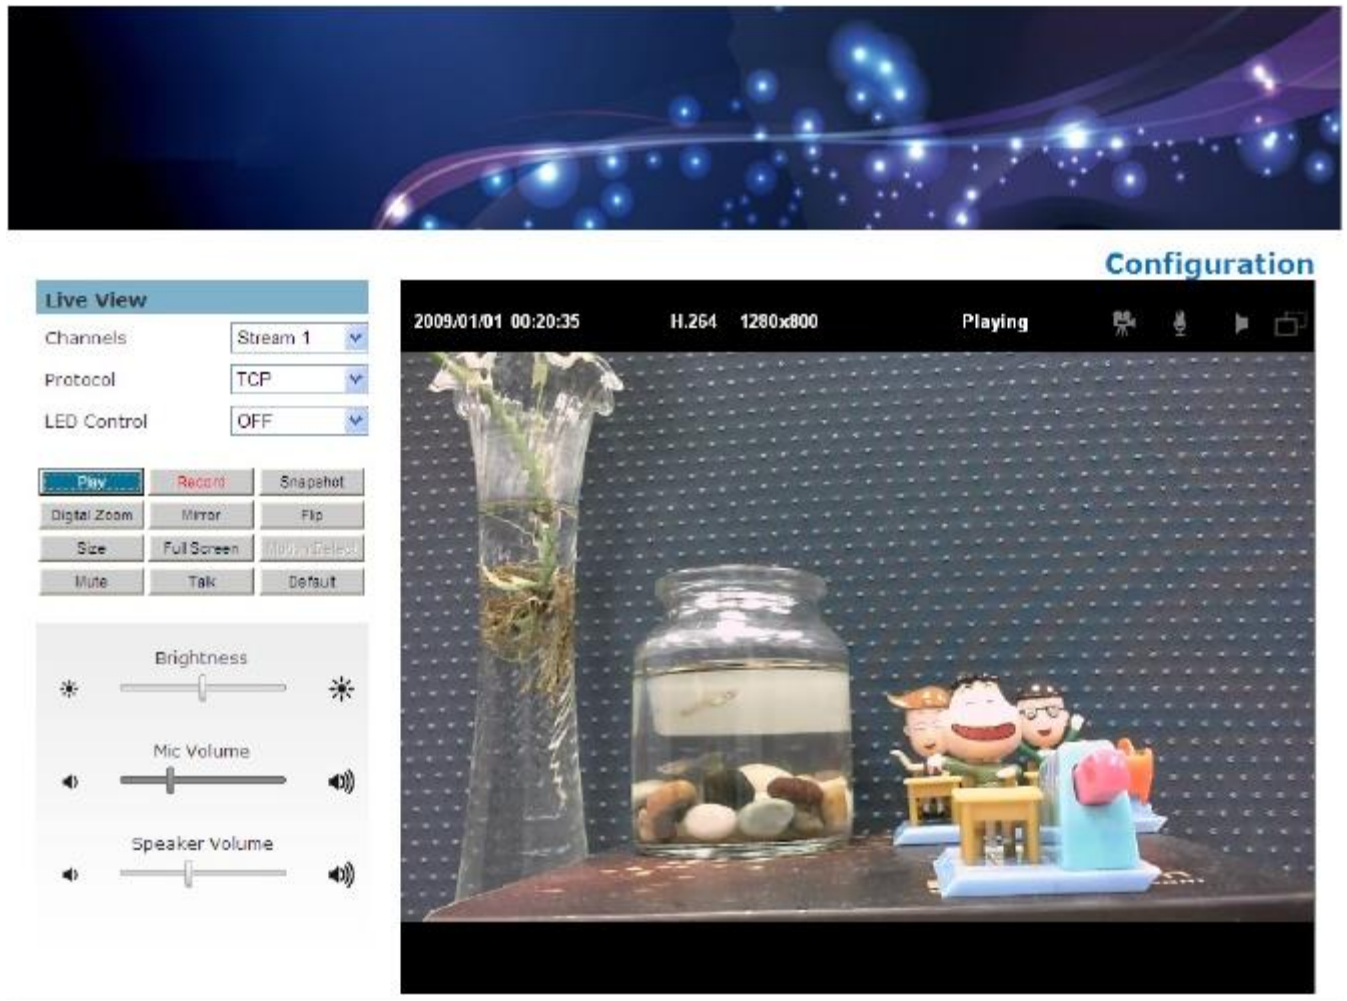 Configuration
Live View
Channels Stream 1
Protocol TCP
LED Control OFF
Play Record Snapshot
Digital Zoom Mirror Flip
Size Full Screen Motion Detect
Mute Talk Default
Brightness
Mic Volume
Speaker Volume
2009/01/01 00:20:35 H.264 1280x800 Playing